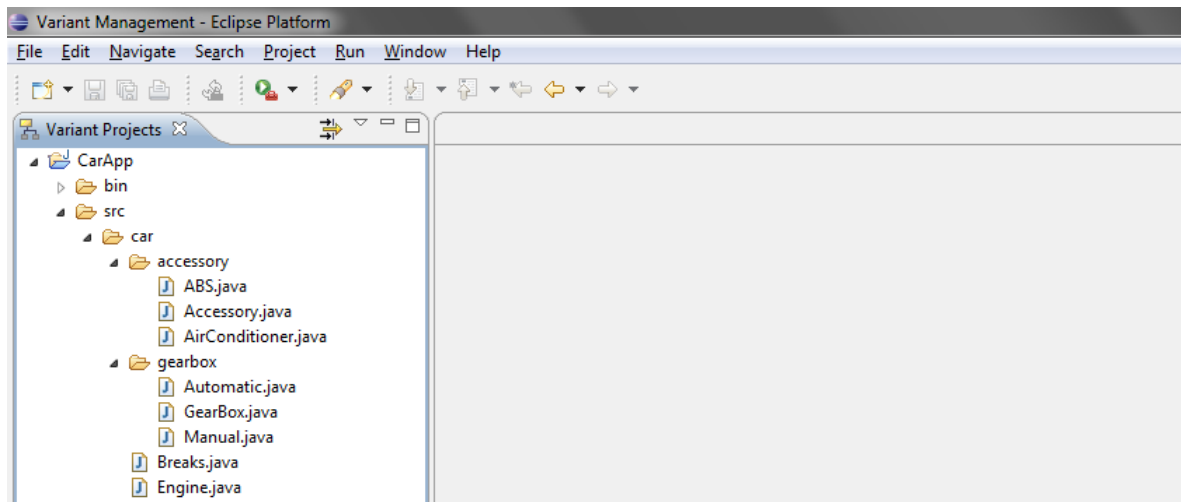 Variant Management - Eclipse Platform
File Edit Navigate Search Project Run Window Help
Variant Projects
CarApp
bin
src
car
accessory
ABS.java
Accessory.java
AirConditioner.java
gearbox
Automatic.java
GearBox.java
Manual.java
Breaks.java
Engine.java